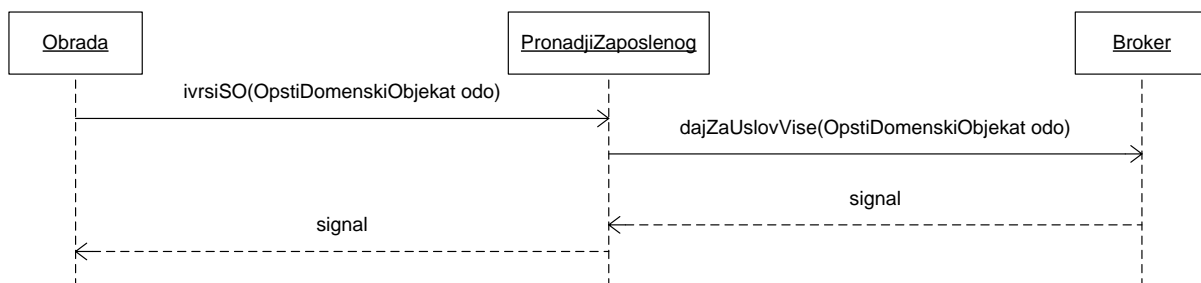 Obrada
PronadjiZaposlenog
Broker
ivrsiSO(OpstiDomenskiObjekat odo)
dajZaUslovVise(OpstiDomenskiObjekat odo)
signal
signal